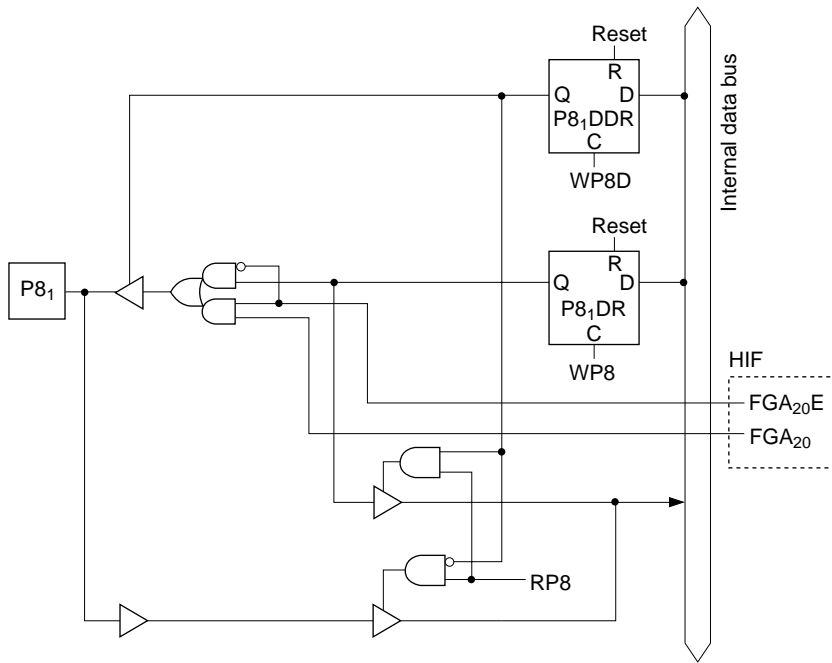 Reset
R
Q D
P8₁DDR
C
WP8D
Internal data bus
Reset
R
Q D
P8₁DR
C
WP8
P8₁
HIF
FGA₂₀E
FGA₂₀
RP8